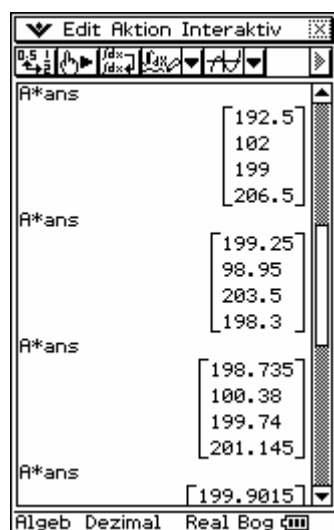 Edit Aktion Interaktiv
A*ans
192.5
102
199
206.5
A*ans
199.25
98.95
203.5
198.3
A*ans
198.735
100.38
199.74
201.145
A*ans
199.9015
Algeb Dezimal Real Bog